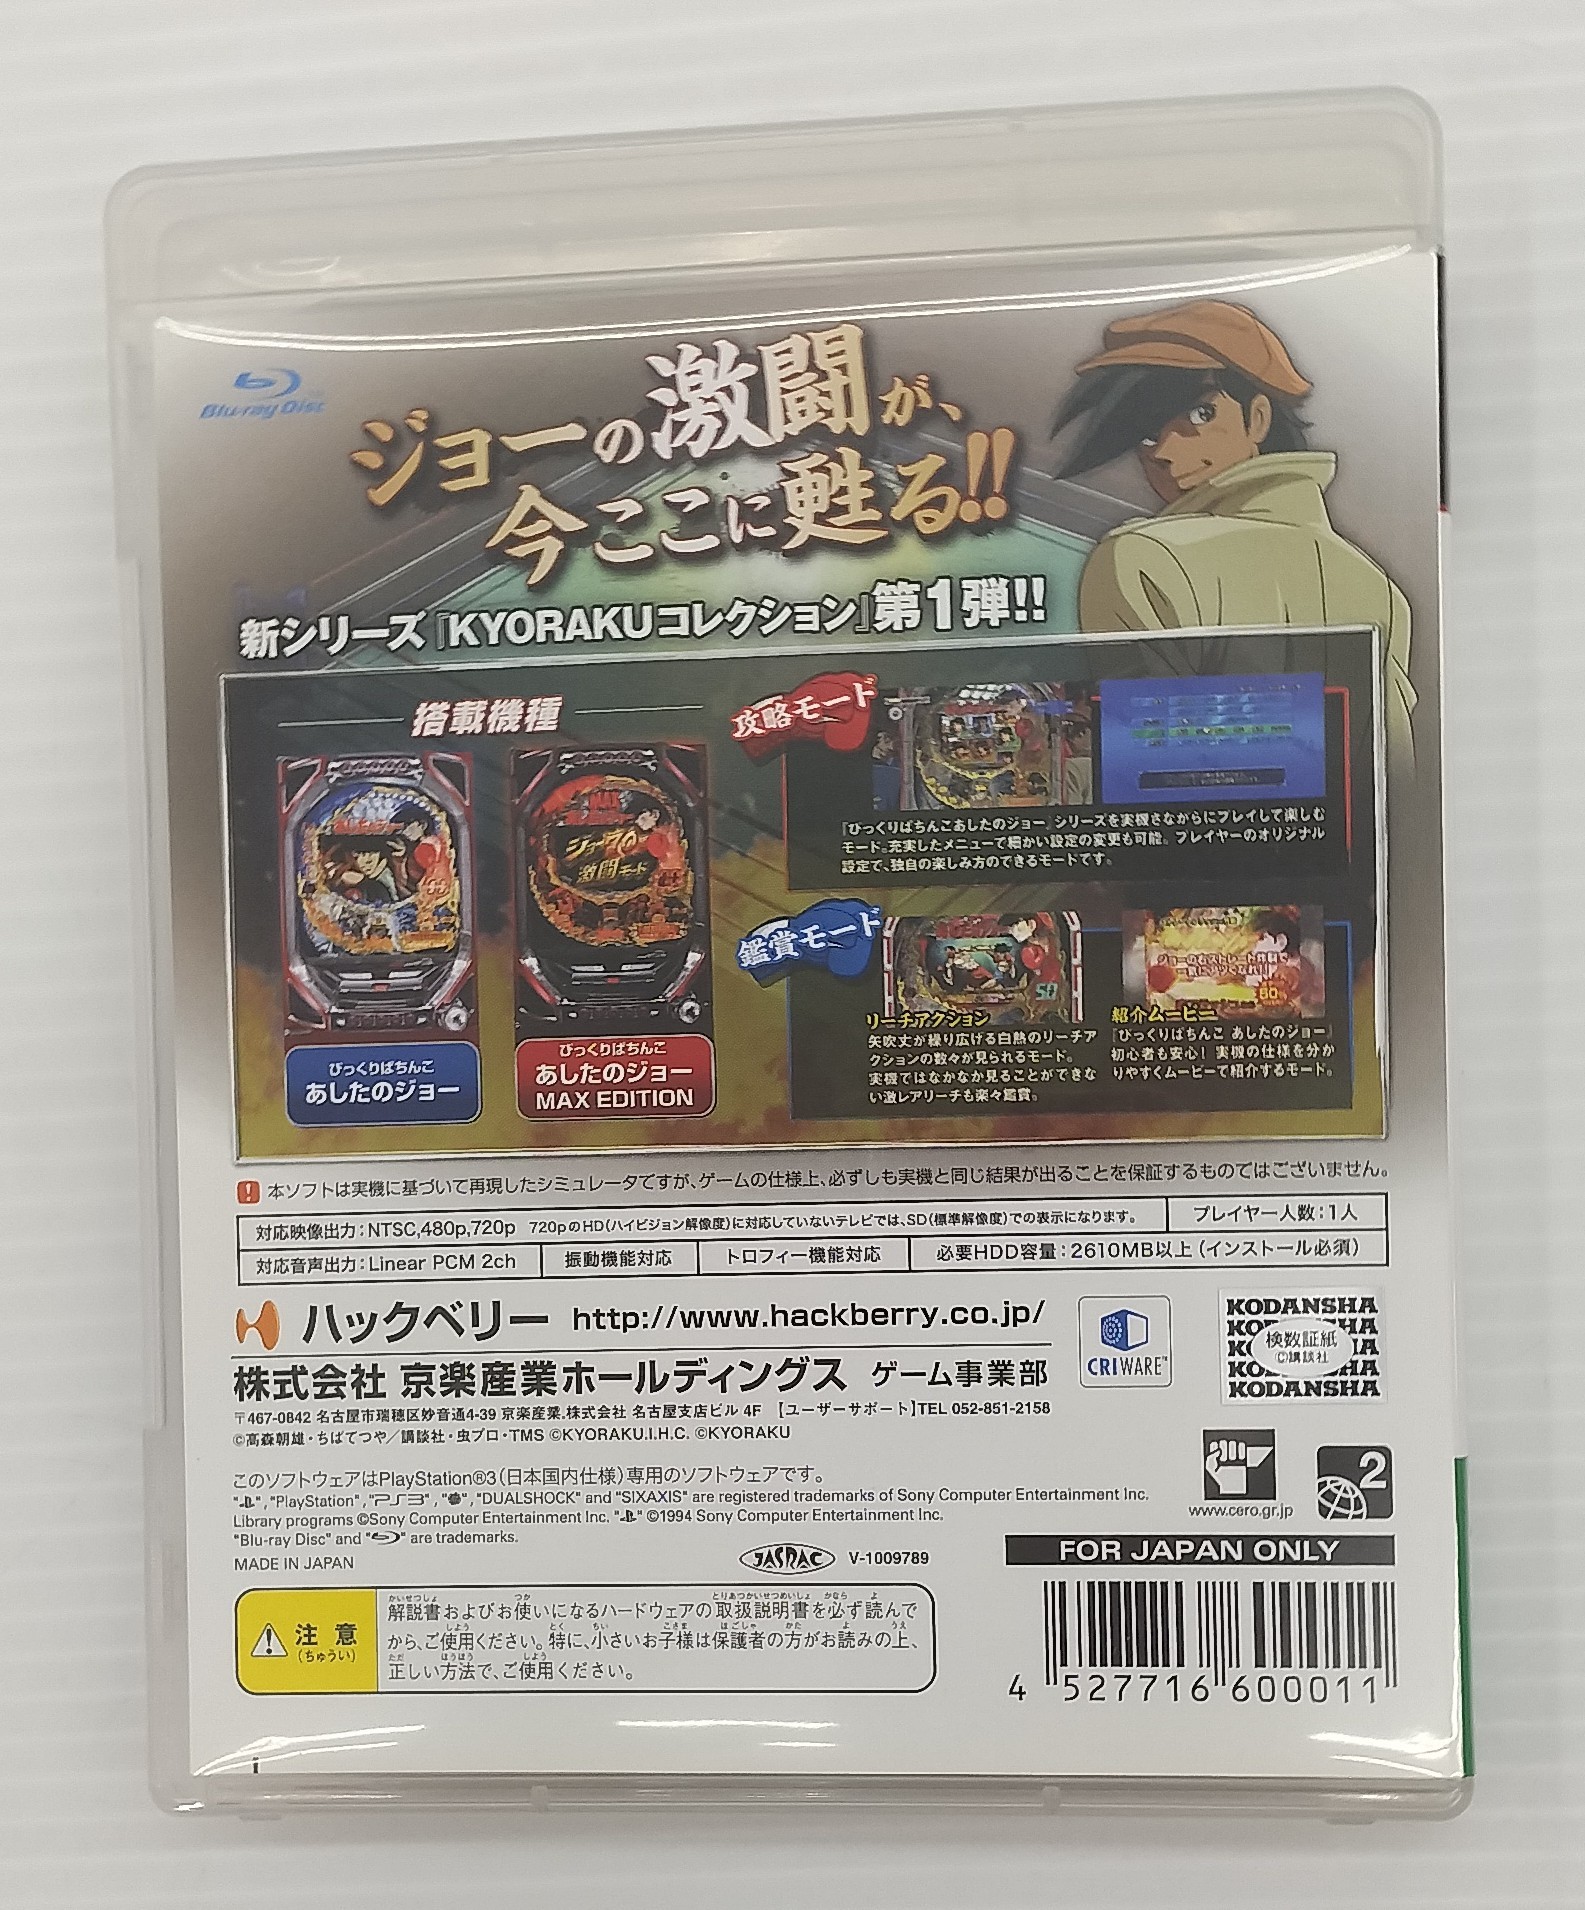 Blu-ray Disc
ジョーの激闘が、
今ここに甦る!!
新シリーズ『KYORAKUコレクション』第1弾!!
搭載機種
びっくりぱちんこ
あしたのジョー
びっくりぱちんこ
あしたのジョー
MAX EDITION
ジョーの
激闘モード
攻略モード
『びっくりぱちんこあしたのジョー』シリーズを実機さながらにプレイして楽しむ
モード。充実したメニューで細かい設定の変更も可能。プレイヤーのオリジナル
設定で、独自の楽しみ方のできるモードです。
鑑賞モード
リーチアクション
矢吹丈が繰り広げる白熱のリーチア
クションの数々が見られるモード。
実機ではなかなか見ることができな
い激レアリーチも楽々鑑賞。
紹介ムービー
『びっくりぱちんこ あしたのジョー』
初心者も安心! 実機の仕様を分か
りやすくムービーで紹介するモード。
本ソフトは実機に基づいて再現したシミュレータですが、ゲームの仕様上、必ずしも実機と同じ結果が出ることを保証するものではございません。
対応映像出力:NTSC,480p,720p 720pのHD(ハイビジョン解像度)に対応していないテレビでは、SD(標準解像度)での表示になります。
プレイヤー人数:1人
対応音声出力:Linear PCM 2ch
振動機能対応
トロフィー機能対応
必要HDD容量:2610MB以上(インストール必須)
ハックベリー http://www.hackberry.co.jp/
株式会社 京楽産業ホールディングス ゲーム事業部
〒467-0842 名古屋市瑞穂区妙音通4-39 京楽産業.株式会社 名古屋支店ビル 4F 【ユーザーサポート】TEL 052-851-2158
©高森朝雄・ちばてつや/講談社・虫プロ・TMS ©KYORAKU.I.H.C. ©KYORAKU
CRIWARE™
KODANSHA
検数証紙
©講談社
KODANSHA
このソフトウェアはPlayStation®3(日本国内仕様)専用のソフトウェアです。
"PlayStation", "PS3", "DUALSHOCK" and "SIXAXIS" are registered trademarks of Sony Computer Entertainment Inc.
Library programs ©Sony Computer Entertainment Inc. ©1994 Sony Computer Entertainment Inc.
"Blu-ray Disc" and are trademarks.
MADE IN JAPAN
JASRAC V-1009789
www.cero.gr.jp
2
FOR JAPAN ONLY
注意
(ちゅうい)
解説書およびお使いになるハードウェアの取扱説明書を必ず読んで
から、ご使用ください。特に、小さいお子様は保護者の方がお読みの上、
正しい方法で、ご使用ください。
4 527716 600011